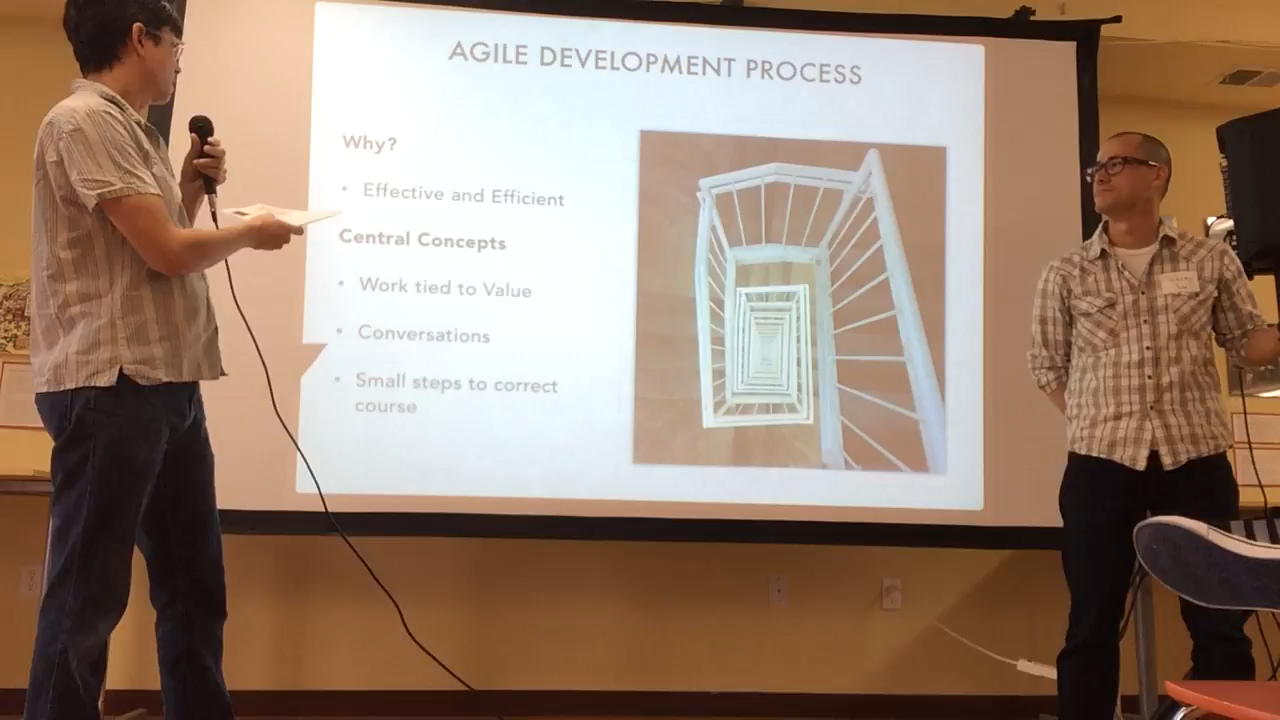 AGILE DEVELOPMENT PROCESS
Why?
• Effective and Efficient
Central Concepts
• Work tied to Value
• Conversations
• Small steps to correct
course